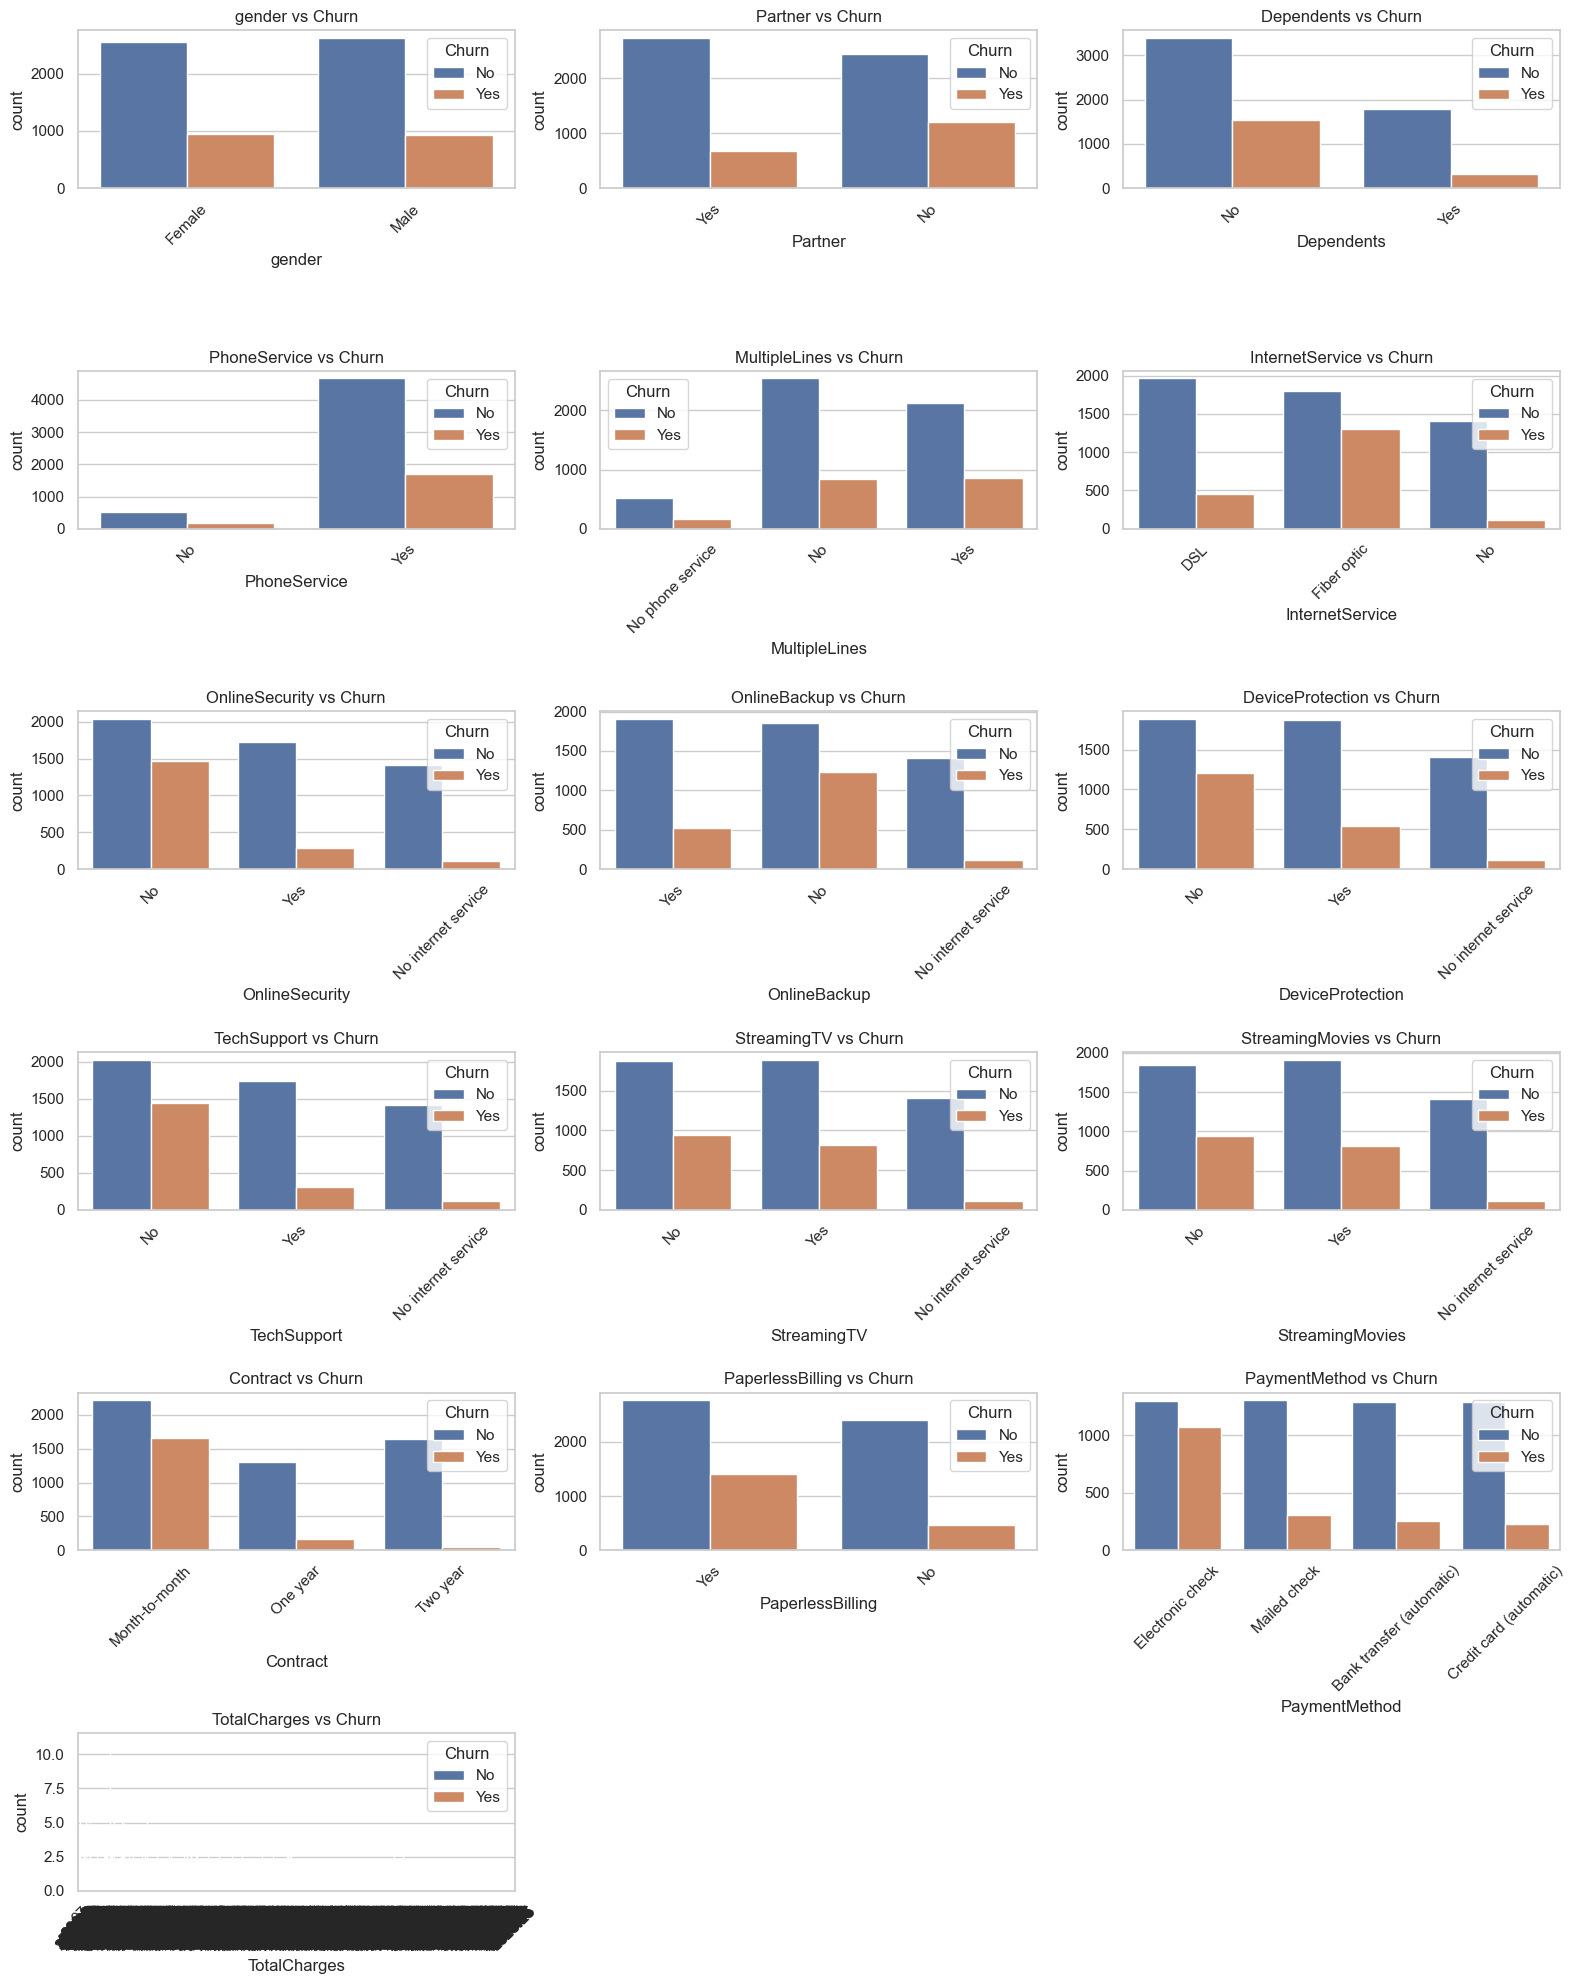 gender vs Churn
count
2000
1000
0
Churn
No
Yes
Female
Male
gender
Partner vs Churn
count
2000
1000
0
Churn
No
Yes
Yes
No
Partner
Dependents vs Churn
count
3000
2000
1000
0
Churn
No
Yes
No
Yes
Dependents
PhoneService vs Churn
count
4000
3000
2000
1000
0
Churn
No
Yes
No
Yes
PhoneService
MultipleLines vs Churn
count
2000
1000
0
Churn
No
Yes
No phone service
No
Yes
MultipleLines
InternetService vs Churn
count
2000
1500
1000
500
0
Churn
No
Yes
DSL
Fiber optic
No
InternetService
OnlineSecurity vs Churn
count
2000
1500
1000
500
0
Churn
No
Yes
No
Yes
No internet service
OnlineSecurity
OnlineBackup vs Churn
count
2000
1500
1000
500
0
Churn
No
Yes
Yes
No
No internet service
OnlineBackup
DeviceProtection vs Churn
count
1500
1000
500
0
Churn
No
Yes
No
Yes
No internet service
DeviceProtection
TechSupport vs Churn
count
2000
1500
1000
500
0
Churn
No
Yes
No
Yes
No internet service
TechSupport
StreamingTV vs Churn
count
1500
1000
500
0
Churn
No
Yes
No
Yes
No internet service
StreamingTV
StreamingMovies vs Churn
count
2000
1500
1000
500
0
Churn
No
Yes
No
Yes
No internet service
StreamingMovies
Contract vs Churn
count
2000
1500
1000
500
0
Churn
No
Yes
Month-to-month
One year
Two year
Contract
PaperlessBilling vs Churn
count
2000
1000
0
Churn
No
Yes
Yes
No
PaperlessBilling
PaymentMethod vs Churn
count
1000
500
0
Churn
No
Yes
Electronic check
Mailed check
Bank transfer (automatic)
Credit card (automatic)
PaymentMethod
TotalCharges vs Churn
count
10.0
7.5
5.0
2.5
0.0
Churn
No
Yes
TotalCharges